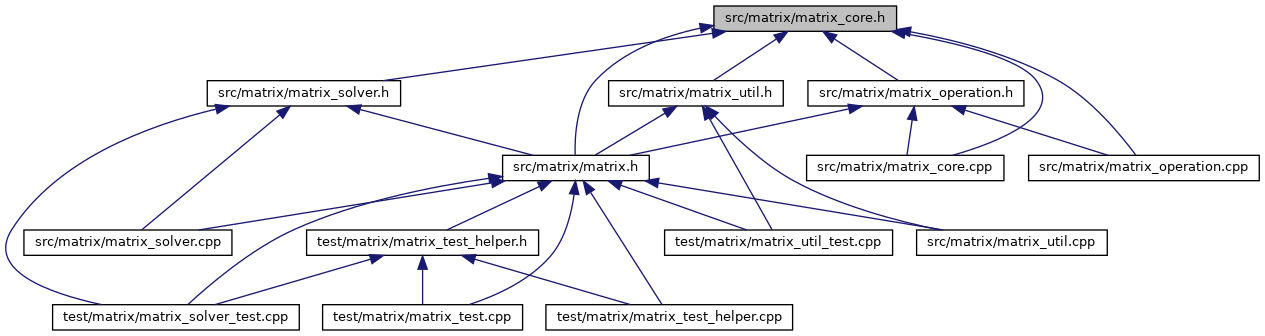 src/matrix/matrix_core.h
src/matrix/matrix_solver.h
src/matrix/matrix_util.h
src/matrix/matrix_operation.h
src/matrix/matrix.h
src/matrix/matrix_core.cpp
src/matrix/matrix_operation.cpp
src/matrix/matrix_solver.cpp
test/matrix/matrix_test_helper.h
test/matrix/matrix_util_test.cpp
src/matrix/matrix_util.cpp
test/matrix/matrix_solver_test.cpp
test/matrix/matrix_test.cpp
test/matrix/matrix_test_helper.cpp